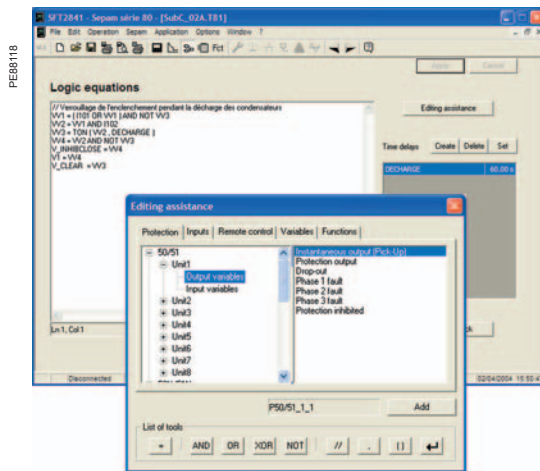 PE88118
SFT2841 - Sepam série 80 - [SubC_02A.T81]
File Edit Operation Sepam Application Options Window ?
Fct
Apply Cancel
Logic equations
// Verrouillage de l'enclenchement pendant la décharge des condensateurs
VV1 = ( I101 OR VV1 ) AND NOT VV3
VV2 = VV1 AND I102
VV3 = TON ( VV2 , DECHARGE )
VV4 = VV2 AND NOT VV3
V_INHIBCLOSE = VV4
V1 = VV4
V_CLEAR = VV3
Editing assistance
Time delays Create Delete Set
DECHARGE 60,00 s
Editing assistance
Protection Inputs Remote control Variables Functions
50/51
Unit1
Output variables
Input variables
Unit2
Unit3
Unit4
Unit5
Unit6
Unit7
Unit8
Instantaneous output (Pick-Up)
Protection output
Drop-out
Phase 1 fault
Phase 2 fault
Phase 3 fault
Protection inhibited
Ln 1, Col 1
Disconnected
02/04/2004
P50/51_1_1 Add
List of tools
= AND OR XOR NOT // , ( )